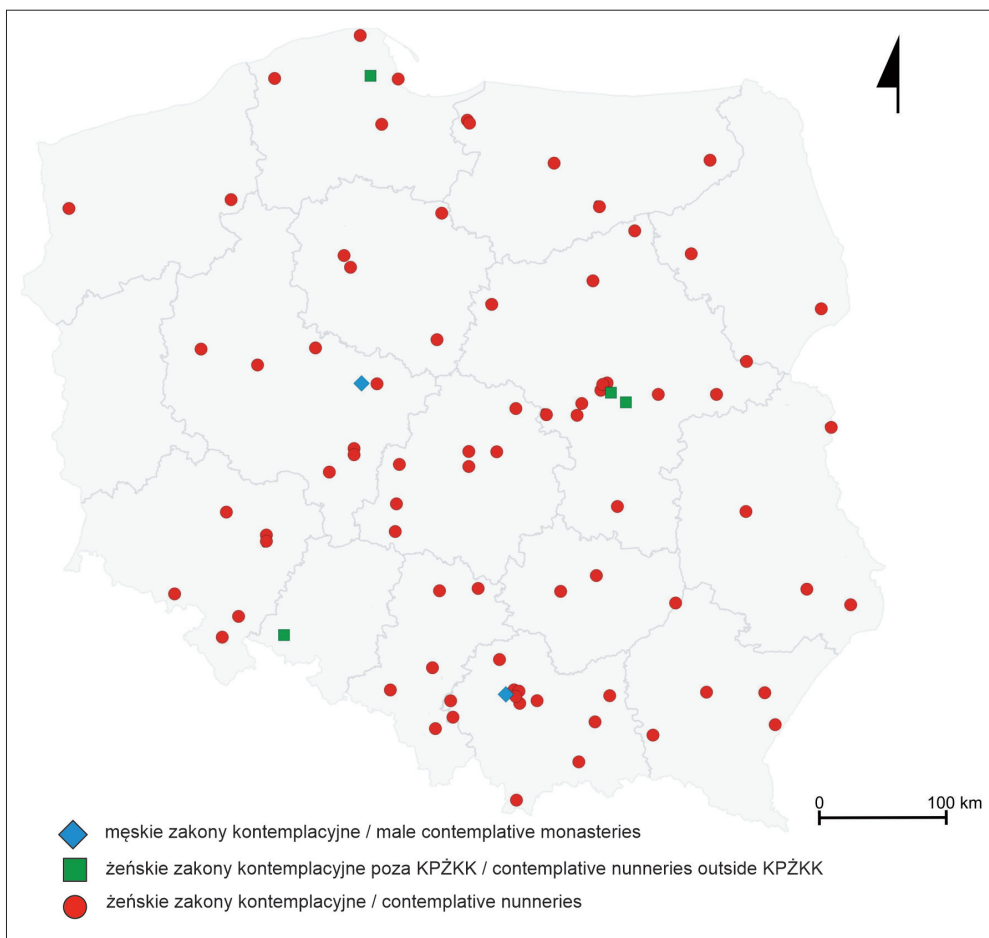 0 100 km
męskie zakony kontemplacyjne / male contemplative monasteries
żeńskie zakony kontemplacyjne poza KPŻKK / contemplative nunneries outside KPŻKK
żeńskie zakony kontemplacyjne / contemplative nunneries